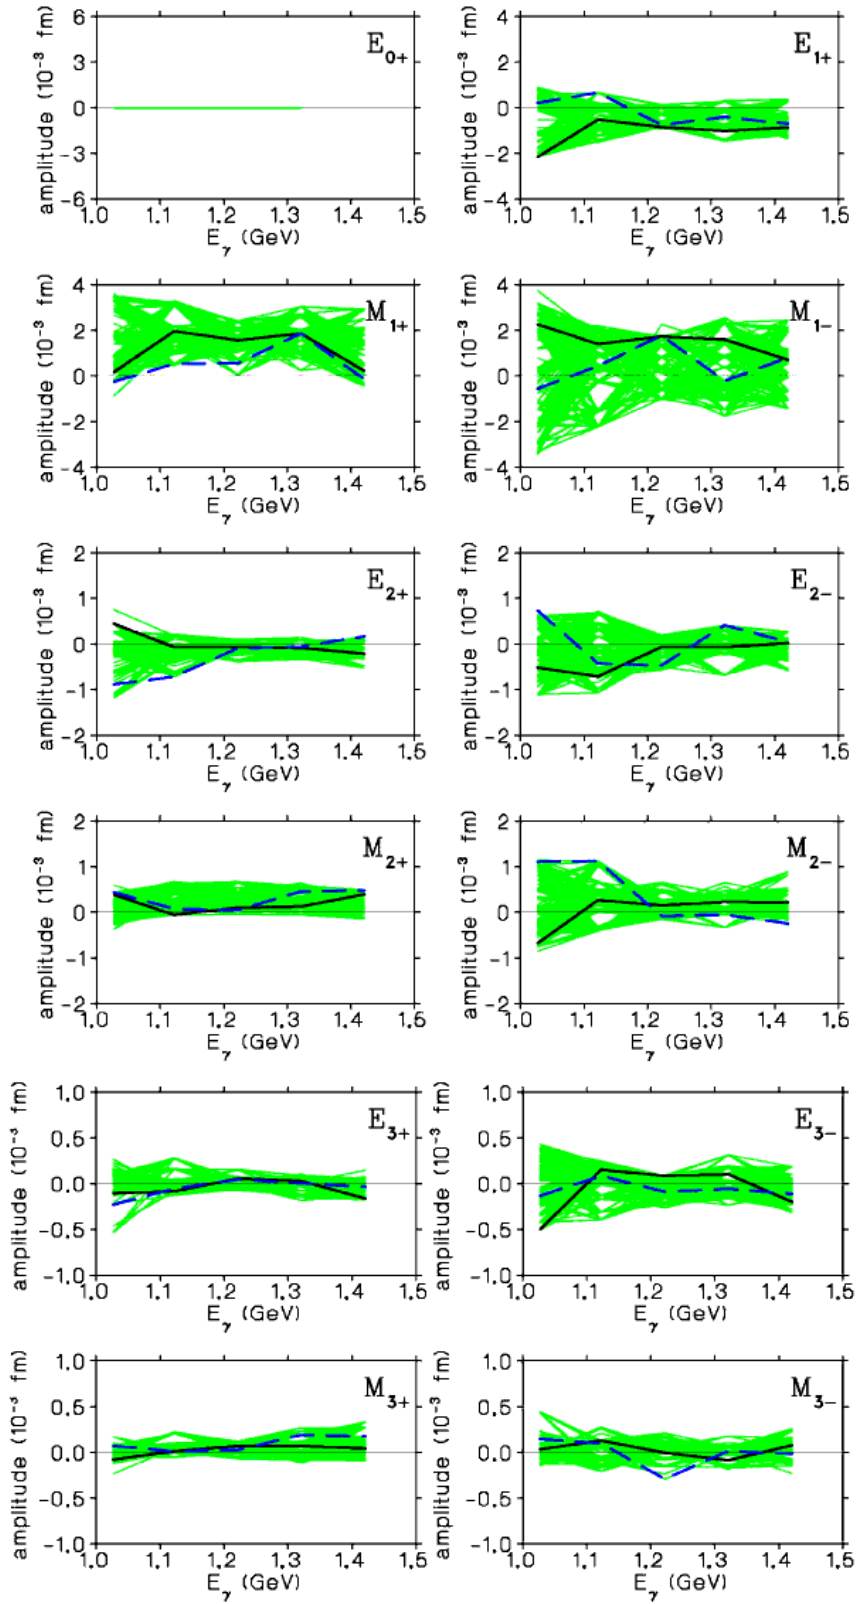 amplitude (10⁻³ fm)
6
3
0
−3
−6
E₀₊
1.0 1.1 1.2 1.3 1.4 1.5
Eᵧ (GeV)
amplitude (10⁻³ fm)
4
2
0
−2
−4
E₁₊
1.0 1.1 1.2 1.3 1.4 1.5
Eᵧ (GeV)
amplitude (10⁻³ fm)
4
2
0
−2
−4
M₁₊
1.0 1.1 1.2 1.3 1.4 1.5
Eᵧ (GeV)
amplitude (10⁻³ fm)
4
2
0
−2
−4
M₁₋
1.0 1.1 1.2 1.3 1.4 1.5
Eᵧ (GeV)
amplitude (10⁻³ fm)
2
1
0
−1
−2
E₂₊
1.0 1.1 1.2 1.3 1.4 1.5
Eᵧ (GeV)
amplitude (10⁻³ fm)
2
1
0
−1
−2
E₂₋
1.0 1.1 1.2 1.3 1.4 1.5
Eᵧ (GeV)
amplitude (10⁻³ fm)
2
1
0
−1
−2
M₂₊
1.0 1.1 1.2 1.3 1.4 1.5
Eᵧ (GeV)
amplitude (10⁻³ fm)
2
1
0
−1
−2
M₂₋
1.0 1.1 1.2 1.3 1.4 1.5
Eᵧ (GeV)
amplitude (10⁻³ fm)
1.0
0.5
0.0
−0.5
−1.0
E₃₊
1.0 1.1 1.2 1.3 1.4 1.5
Eᵧ (GeV)
amplitude (10⁻³ fm)
1.0
0.5
0.0
−0.5
−1.0
E₃₋
1.0 1.1 1.2 1.3 1.4 1.5
Eᵧ (GeV)
amplitude (10⁻³ fm)
1.0
0.5
0.0
−0.5
−1.0
M₃₊
1.0 1.1 1.2 1.3 1.4 1.5
Eᵧ (GeV)
amplitude (10⁻³ fm)
1.0
0.5
0.0
−0.5
−1.0
M₃₋
1.0 1.1 1.2 1.3 1.4 1.5
Eᵧ (GeV)